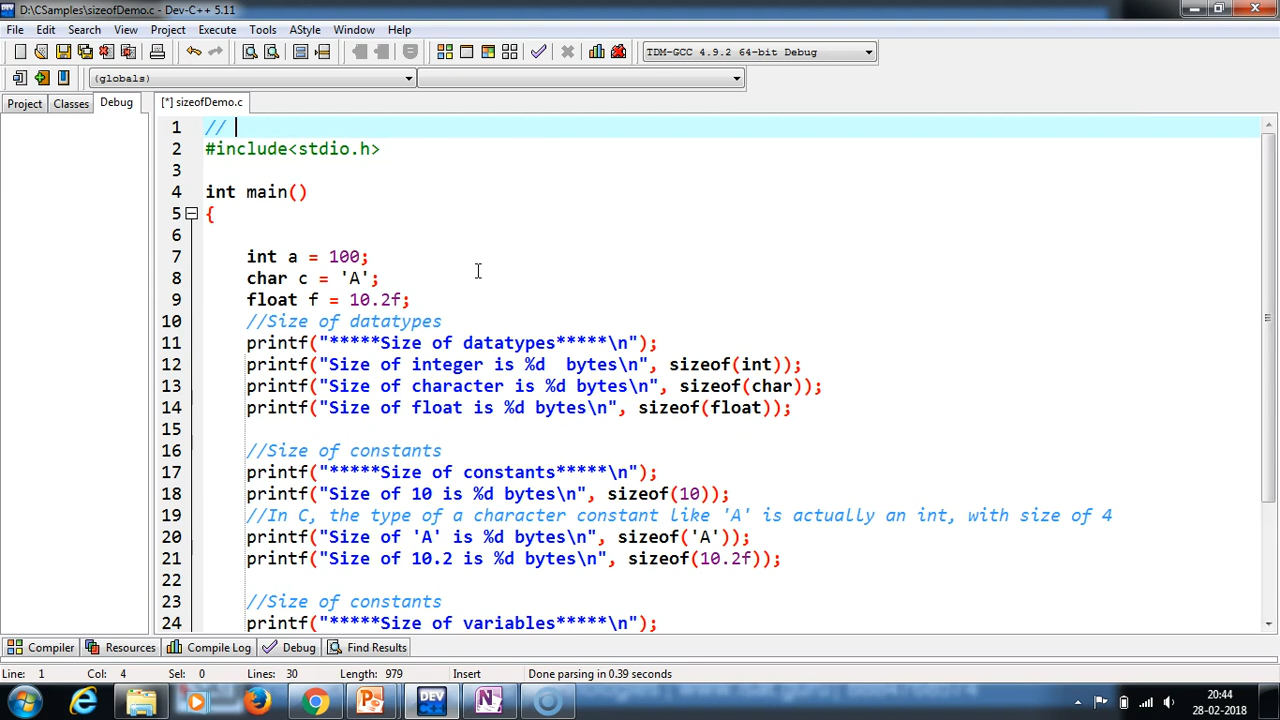 D:\CSamples\sizeofDemo.c - Dev-C++ 5.11
File Edit Search View Project Execute Tools AStyle Window Help
TDM-GCC 4.9.2 64-bit Debug
(globals)
Project Classes Debug [*] sizeofDemo.c
1 //
2 #include<stdio.h>
3
4 int main()
5 {
6
7 int a = 100;
8 char c = 'A';
9 float f = 10.2f;
10 //Size of datatypes
11 printf("*****Size of datatypes*****\n");
12 printf("Size of integer is %d  bytes\n", sizeof(int));
13 printf("Size of character is %d bytes\n", sizeof(char));
14 printf("Size of float is %d bytes\n", sizeof(float));
15
16 //Size of constants
17 printf("*****Size of constants*****\n");
18 printf("Size of 10 is %d bytes\n", sizeof(10));
19 //In C, the type of a character constant like 'A' is actually an int, with size of 4
20 printf("Size of 'A' is %d bytes\n", sizeof('A'));
21 printf("Size of 10.2 is %d bytes\n", sizeof(10.2f));
22
23 //Size of constants
24 printf("*****Size of variables*****\n");
Compiler Resources Compile Log Debug Find Results
Line: 1 Col: 4 Sel: 0 Lines: 30 Length: 979 Insert Done parsing in 0.39 seconds
DEV C++
20:44
28-02-2018